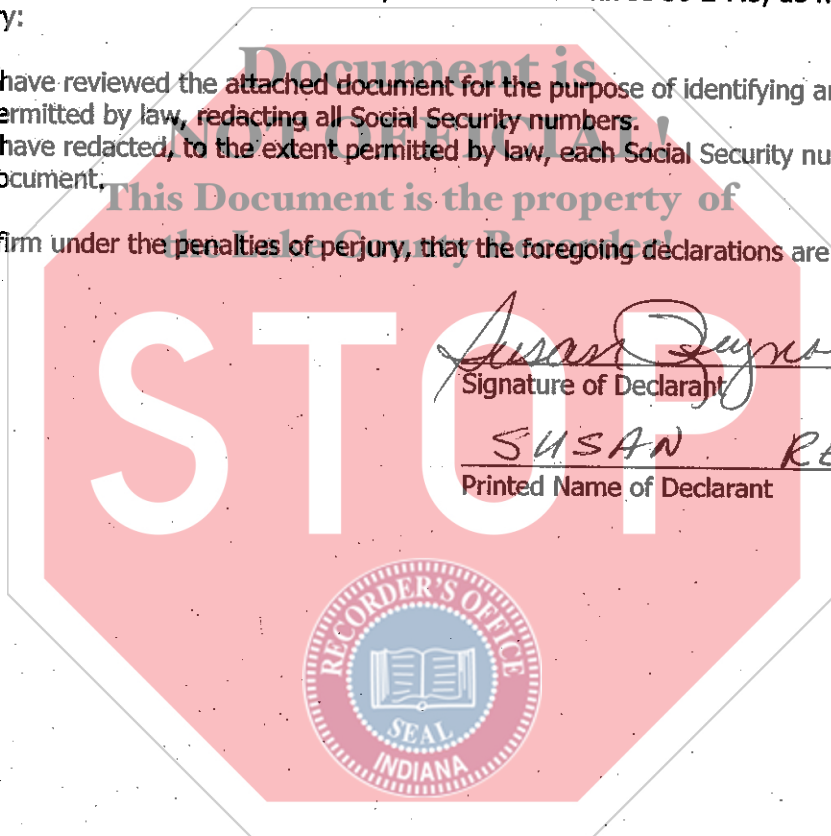 y:
Document is
have reviewed the attached document for the purpose of identifying
ermitted by law, redacting all Social Security numbers.
NOT OFFICIAL!
have redacted, to the extent permitted by law, each Social Security nu
ocument.
This Document is the property of
the Lake County Recorder!
firm under the penalties of perjury, that the foregoing declarations are
STOP
Susan
Signature of Declarant
SUSAN RE
Printed Name of Declarant
RECORDER'S OFFICE
SEAL
INDIANA